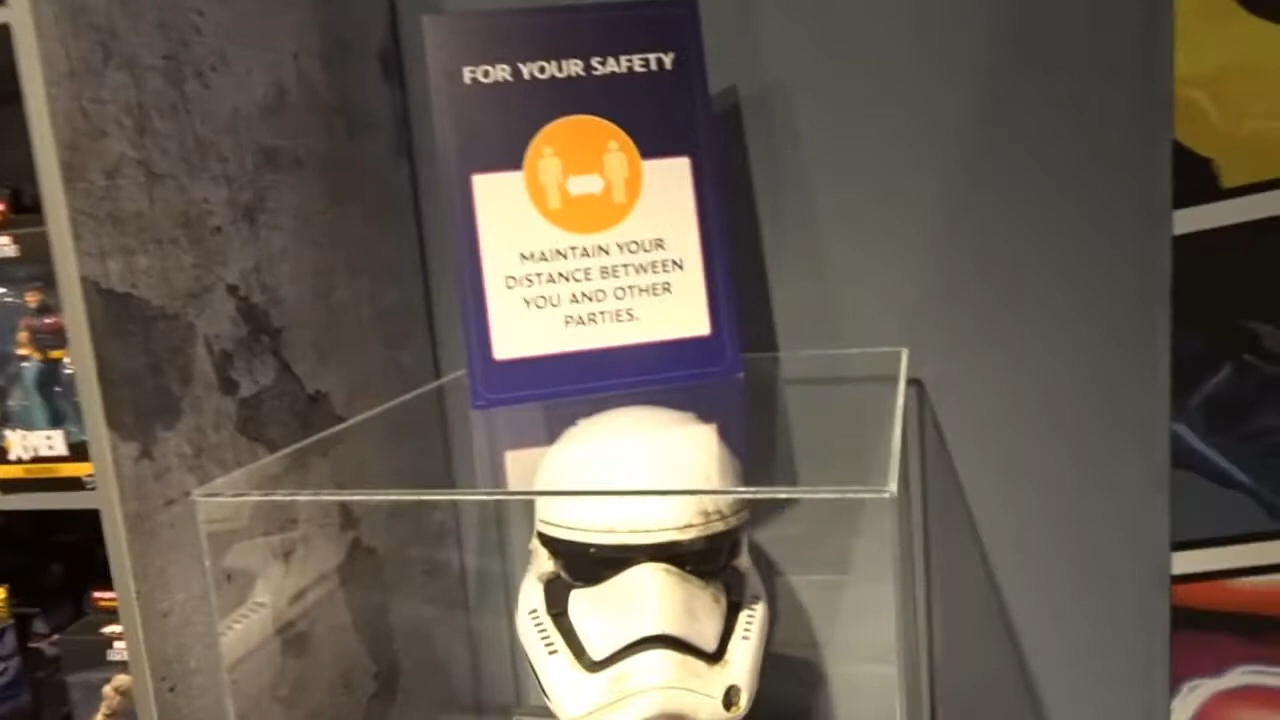 FOR YOUR SAFETY
MAINTAIN YOUR
DISTANCE BETWEEN
YOU AND OTHER
PARTIES.